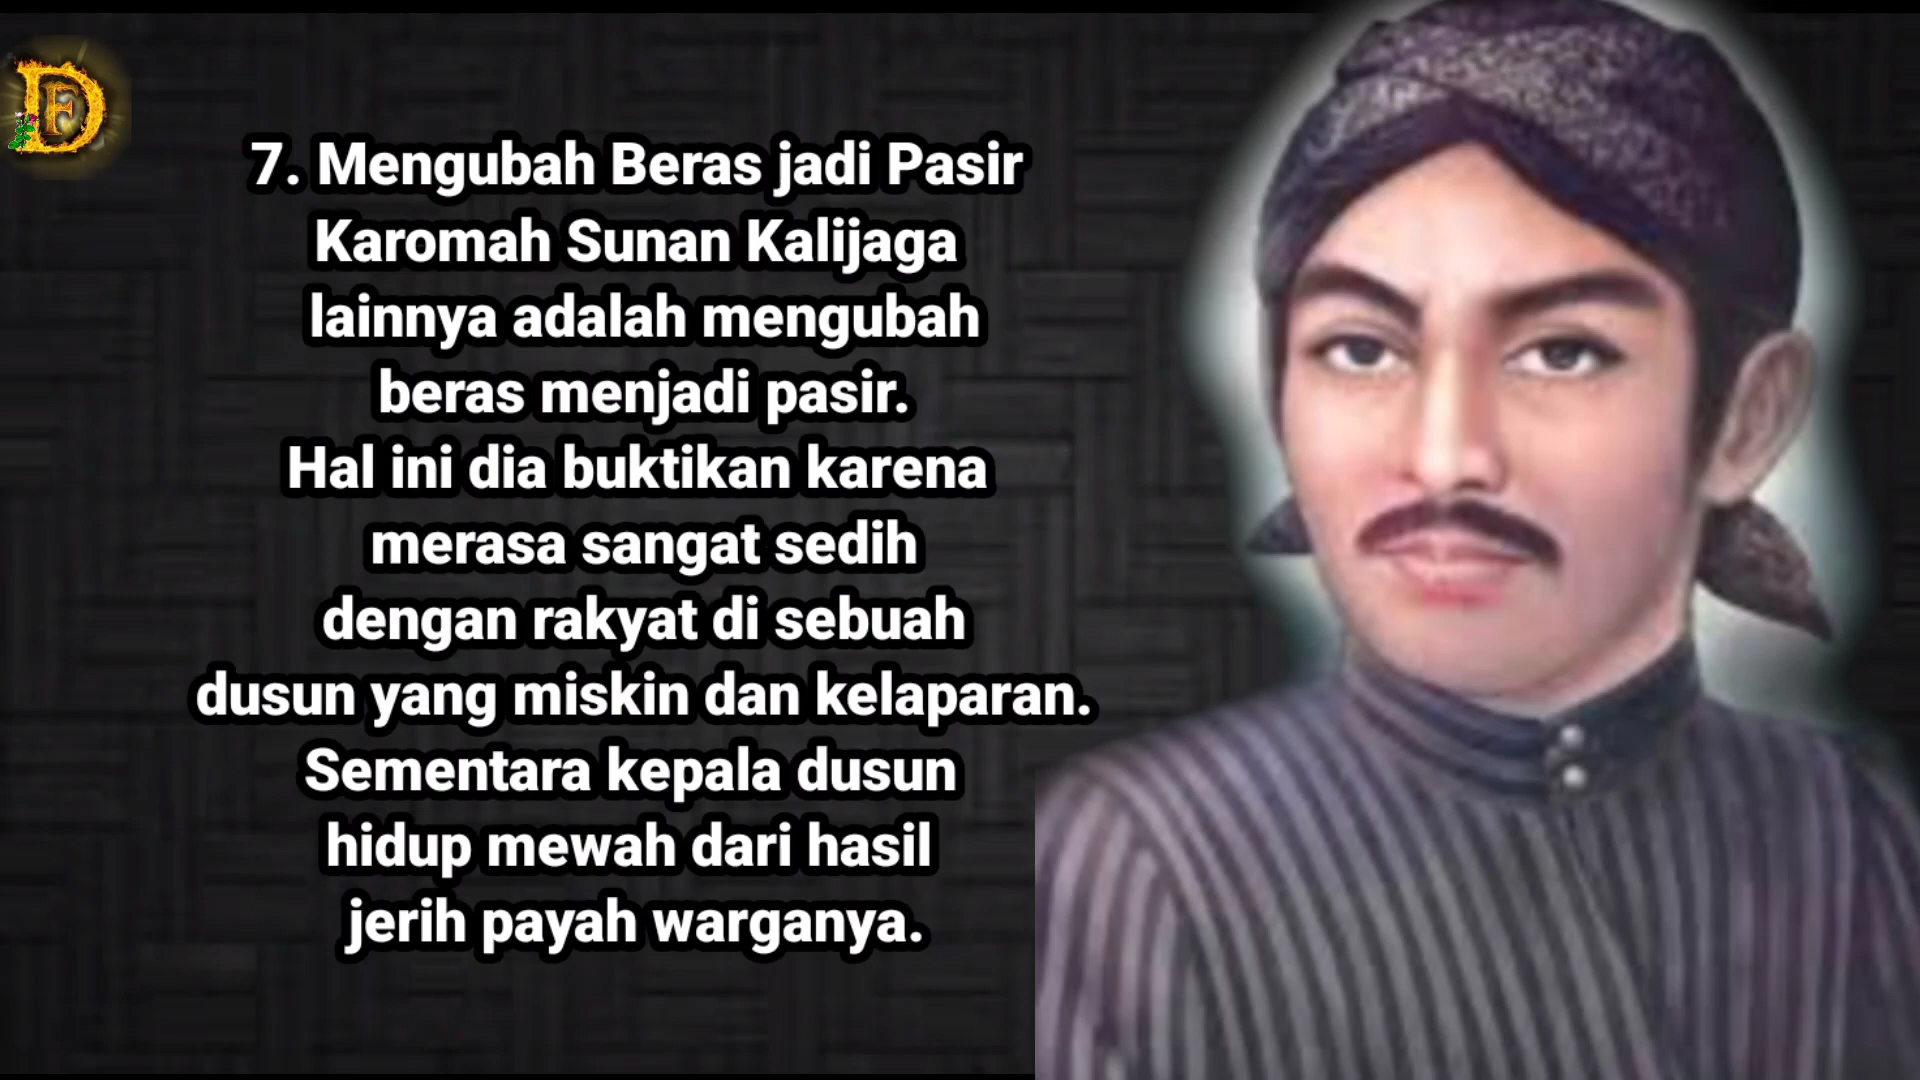 DF
7. Mengubah Beras jadi Pasir
Karomah Sunan Kalijaga
lainnya adalah mengubah
beras menjadi pasir.
Hal ini dia buktikan karena
merasa sangat sedih
dengan rakyat di sebuah
dusun yang miskin dan kelaparan.
Sementara kepala dusun
hidup mewah dari hasil
jerih payah warganya.